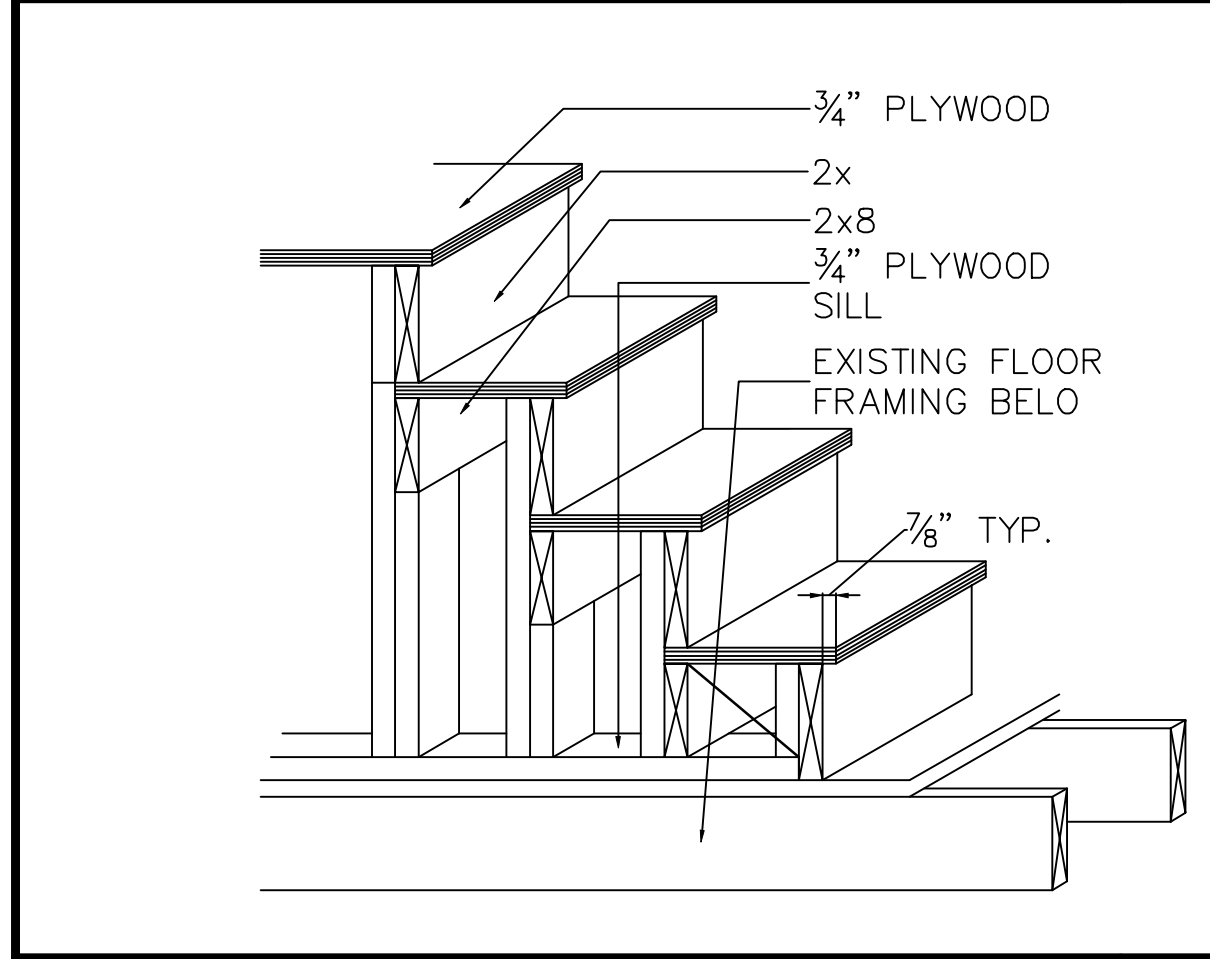 ¾” PLYWOOD
2x
2x8
¾” PLYWOOD
SILL
EXISTING FLOOR
FRAMING BELO
⅞” TYP.